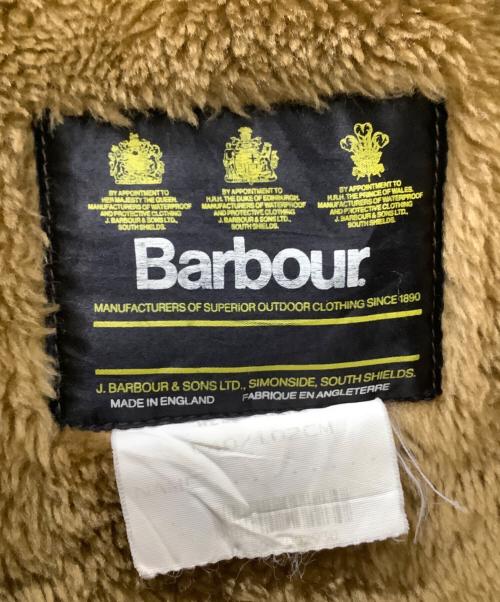 BY APPOINTMENT TO
HER MAJESTY THE QUEEN,
MANUFACTURERS OF WATERPROOF
AND PROTECTIVE CLOTHING
J. BARBOUR & SONS LTD.,
SOUTH SHIELDS.
BY APPOINTMENT TO
H.R.H. THE DUKE OF EDINBURGH,
MANUFACTURERS OF WATERPROOF
AND PROTECTIVE CLOTHING
J. BARBOUR & SONS LTD.,
SOUTH SHIELDS.
BY APPOINTMENT TO
H.R.H. THE PRINCE OF WALES,
MANUFACTURERS OF WATERPROOF
AND PROTECTIVE CLOTHING
J. BARBOUR & SONS LTD.,
SOUTH SHIELDS.
Barbour
MANUFACTURERS OF SUPERIOR OUTDOOR CLOTHING SINCE 1890
J. BARBOUR & SONS LTD., SIMONSIDE, SOUTH SHIELDS.
MADE IN ENGLAND FABRIQUE EN ANGLETERRE
/102CM
NAME